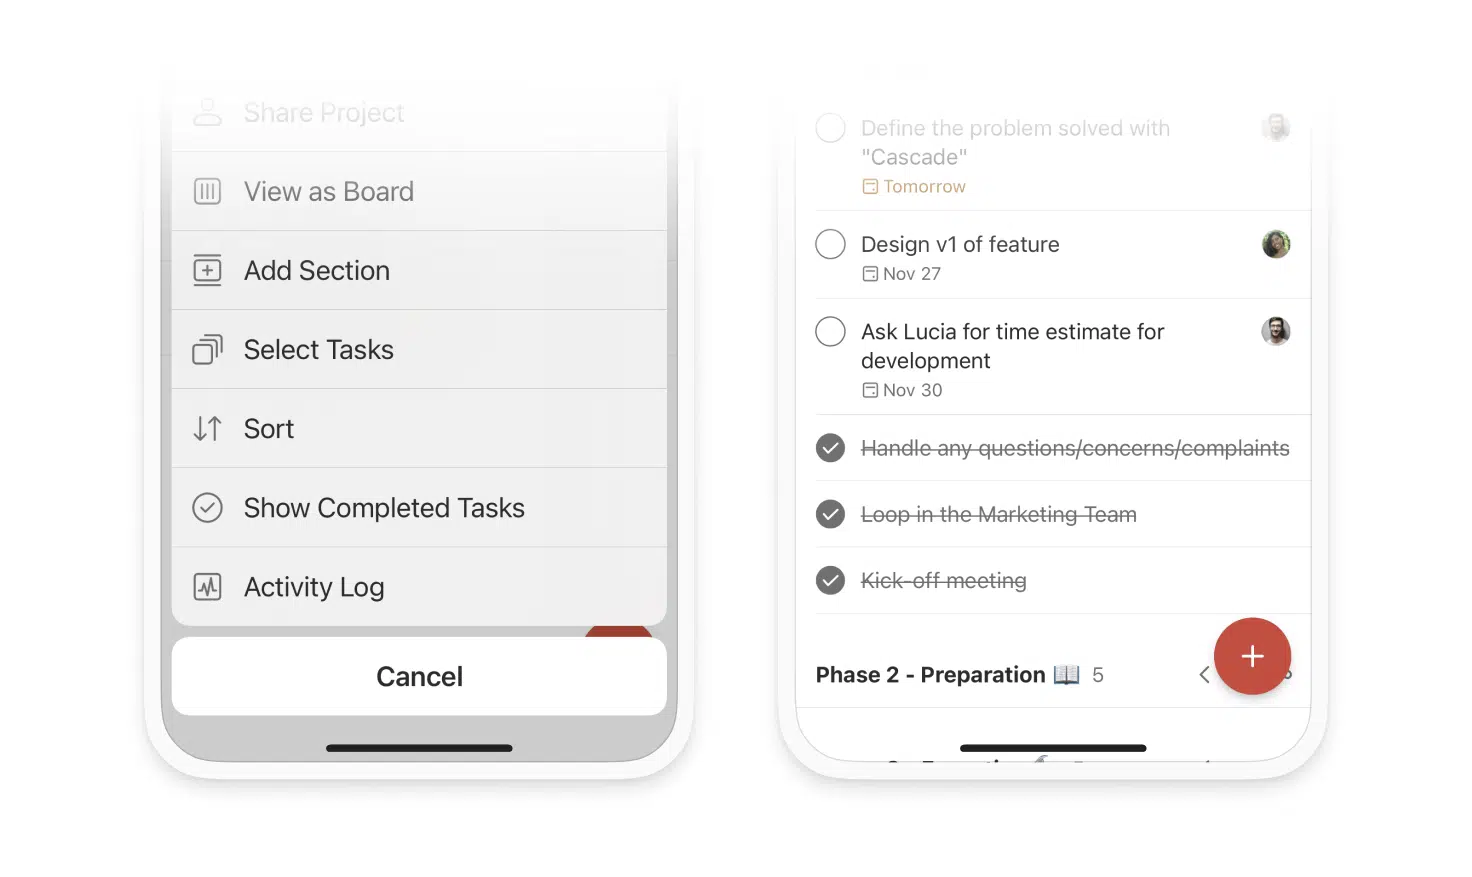 Share Project
View as Board
Add Section
Select Tasks
Sort
Show Completed Tasks
Activity Log
Cancel
Define the problem solved with
"Cascade"
Tomorrow
Design v1 of feature
Nov 27
Ask Lucia for time estimate for
development
Nov 30
Handle any questions/concerns/complaints
Loop in the Marketing Team
Kick-off meeting
Phase 2 - Preparation 📖 5